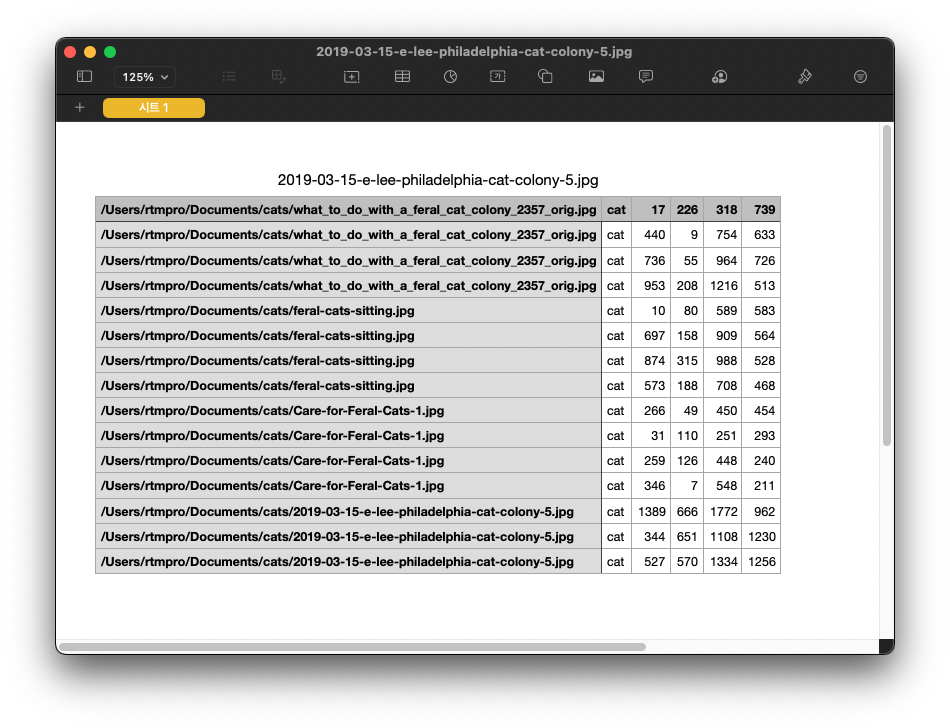 2019-03-15-e-lee-philadelphia-cat-colony-5.jpg
125%
가
시트 1
2019-03-15-e-lee-philadelphia-cat-colony-5.jpg
/Users/rtmpro/Documents/cats/what_to_do_with_a_feral_cat_colony_2357_orig.jpg cat 17 226 318 739
/Users/rtmpro/Documents/cats/what_to_do_with_a_feral_cat_colony_2357_orig.jpg cat 440 9 754 633
/Users/rtmpro/Documents/cats/what_to_do_with_a_feral_cat_colony_2357_orig.jpg cat 736 55 964 726
/Users/rtmpro/Documents/cats/what_to_do_with_a_feral_cat_colony_2357_orig.jpg cat 953 208 1216 513
/Users/rtmpro/Documents/cats/feral-cats-sitting.jpg cat 10 80 589 583
/Users/rtmpro/Documents/cats/feral-cats-sitting.jpg cat 697 158 909 564
/Users/rtmpro/Documents/cats/feral-cats-sitting.jpg cat 874 315 988 528
/Users/rtmpro/Documents/cats/feral-cats-sitting.jpg cat 573 188 708 468
/Users/rtmpro/Documents/cats/Care-for-Feral-Cats-1.jpg cat 266 49 450 454
/Users/rtmpro/Documents/cats/Care-for-Feral-Cats-1.jpg cat 31 110 251 293
/Users/rtmpro/Documents/cats/Care-for-Feral-Cats-1.jpg cat 259 126 448 240
/Users/rtmpro/Documents/cats/Care-for-Feral-Cats-1.jpg cat 346 7 548 211
/Users/rtmpro/Documents/cats/2019-03-15-e-lee-philadelphia-cat-colony-5.jpg cat 1389 666 1772 962
/Users/rtmpro/Documents/cats/2019-03-15-e-lee-philadelphia-cat-colony-5.jpg cat 344 651 1108 1230
/Users/rtmpro/Documents/cats/2019-03-15-e-lee-philadelphia-cat-colony-5.jpg cat 527 570 1334 1256